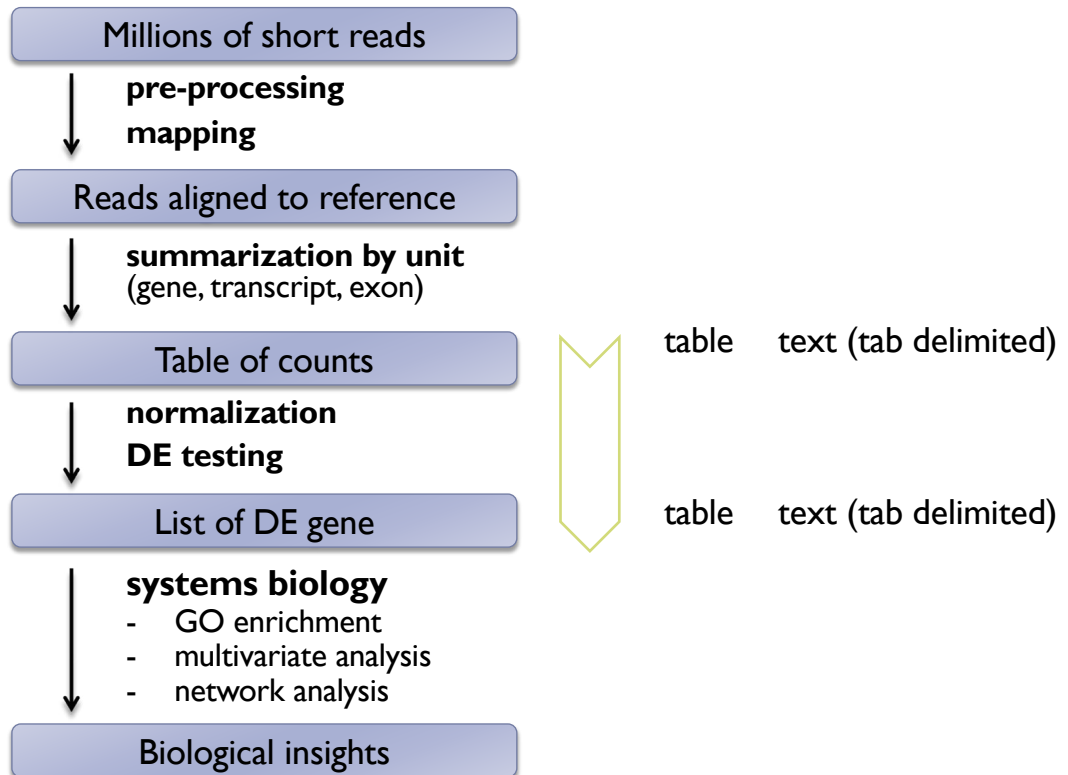 Millions of short reads
pre-processing
mapping
Reads aligned to reference
summarization by unit
(gene, transcript, exon)
Table of counts
table text (tab delimited)
normalization
DE testing
List of DE gene
table text (tab delimited)
systems biology
- GO enrichment
- multivariate analysis
- network analysis
Biological insights